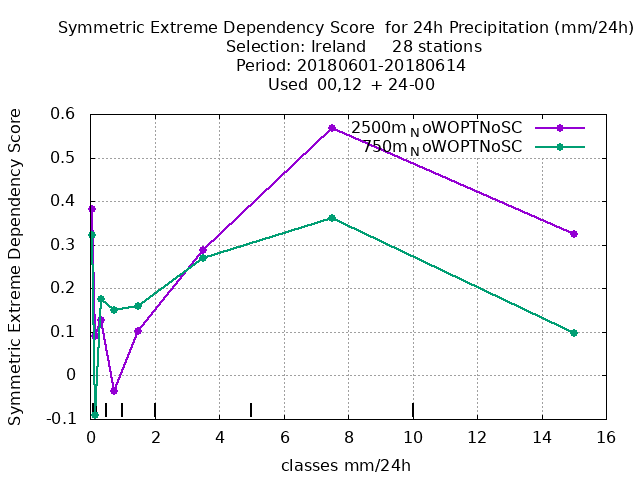 Symmetric Extreme Dependency Score for 24h Precipitation (mm/24h)
Selection: Ireland 28 stations
Period: 20180601-20180614
Used 00,12 + 24-00
Symmetric Extreme Dependency Score
0.6
0.5
0.4
0.3
0.2
0.1
0
-0.1
2500m NoWOPTNoSC
750m NoWOPTNoSC
0 2 4 6 8 10 12 14 16
classes mm/24h